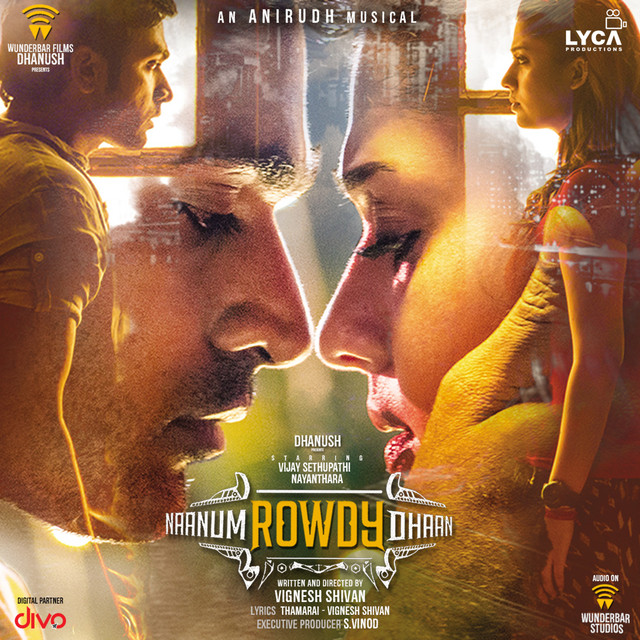 AN ANIRUDH MUSICAL
WUNDERBAR FILMS
DHANUSH
PRESENTS
LYCA
PRODUCTIONS
DHANUSH
PRESENTS
STARRING
VIJAY SETHUPATHI
NAYANTHARA
NAANUM ROWDY DHAAN
WRITTEN AND DIRECTED BY
VIGNESH SHIVAN
LYRICS THAMARAI - VIGNESH SHIVAN
EXECUTIVE PRODUCER S.VINOD
DIGITAL PARTNER
divo
AUDIO ON
WUNDERBAR
STUDIOS